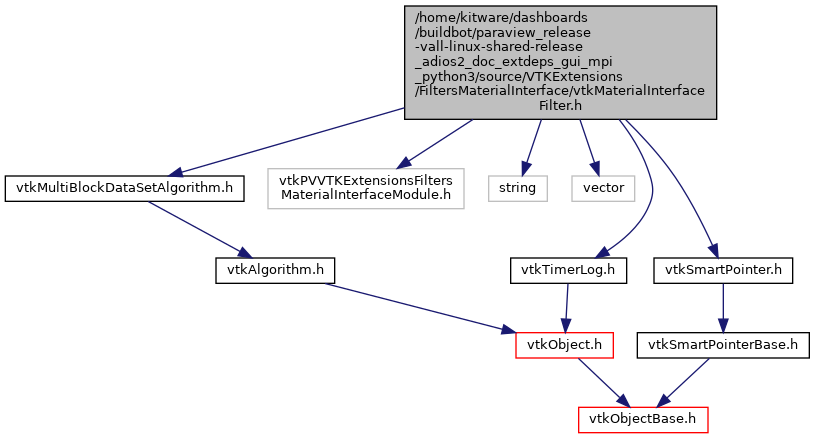 /home/kitware/dashboards
/buildbot/paraview_release
-vall-linux-shared-release
_adios2_doc_extdeps_gui_mpi
_python3/source/VTKExtensions
/FiltersMaterialInterface/vtkMaterialInterface
Filter.h
vtkMultiBlockDataSetAlgorithm.h
vtkPVVTKExtensionsFilters
MaterialInterfaceModule.h
string
vector
vtkAlgorithm.h
vtkTimerLog.h
vtkSmartPointer.h
vtkObject.h
vtkSmartPointerBase.h
vtkObjectBase.h